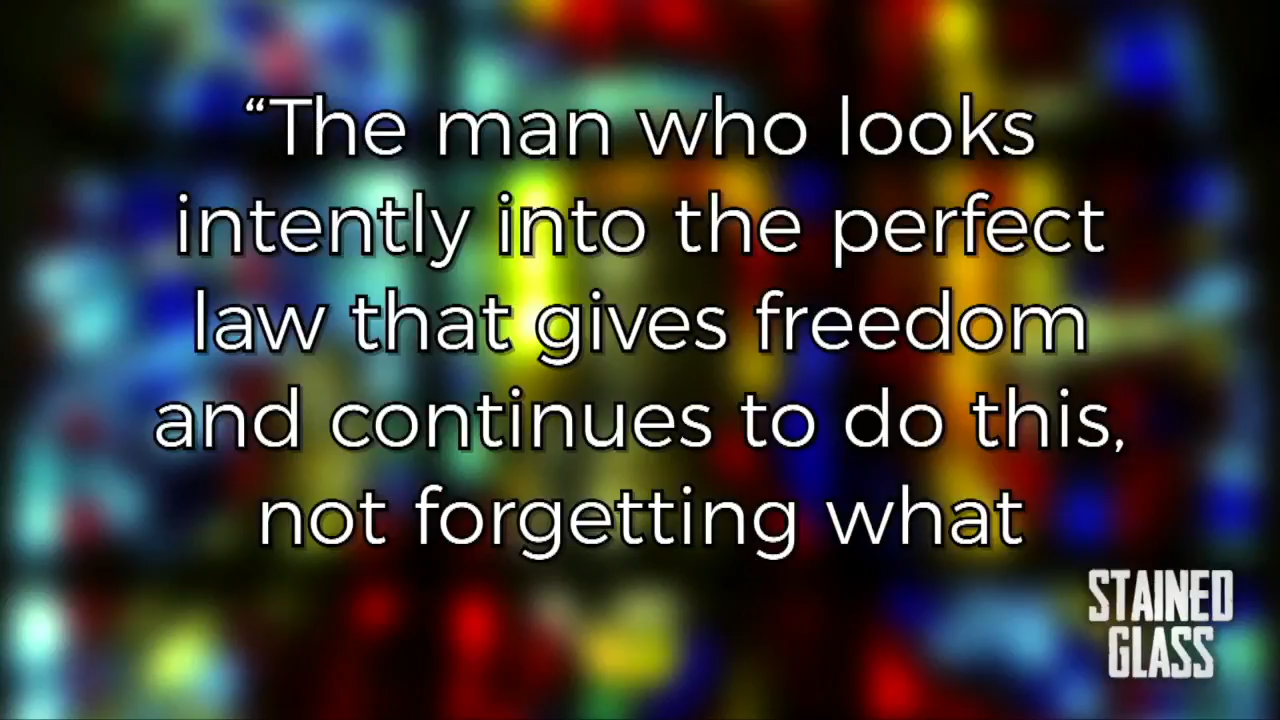 “The man who looks
intently into the perfect
law that gives freedom
and continues to do this,
not forgetting what
STAINED
GLASS